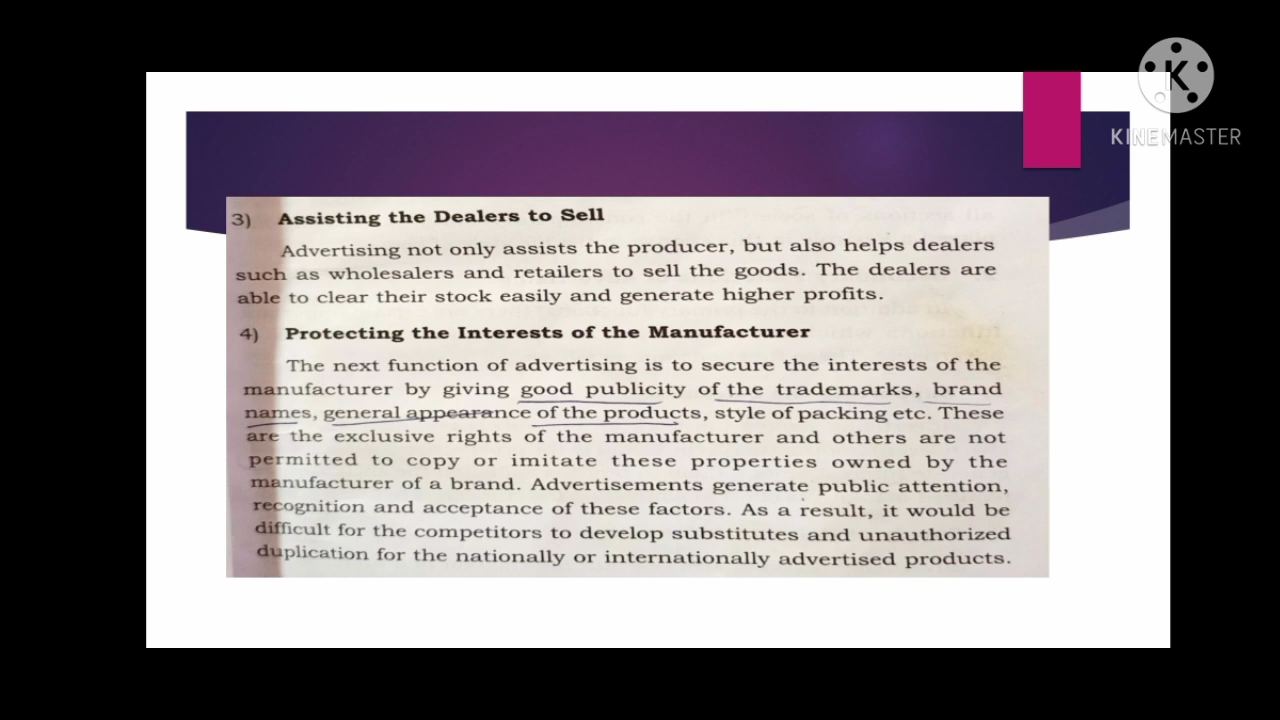 K
KINEMASTER
3) Assisting the Dealers to Sell
Advertising not only assists the producer, but also helps dealers
such as wholesalers and retailers to sell the goods. The dealers are
able to clear their stock easily and generate higher profits.
4) Protecting the Interests of the Manufacturer
The next function of advertising is to secure the interests of the
manufacturer by giving good publicity of the trademarks, brand
names, general appearance of the products, style of packing etc. These
are the exclusive rights of the manufacturer and others are not
permitted to copy or imitate these properties owned by the
manufacturer of a brand. Advertisements generate public attention,
recognition and acceptance of these factors. As a result, it would be
difficult for the competitors to develop substitutes and unauthorized
duplication for the nationally or internationally advertised products.